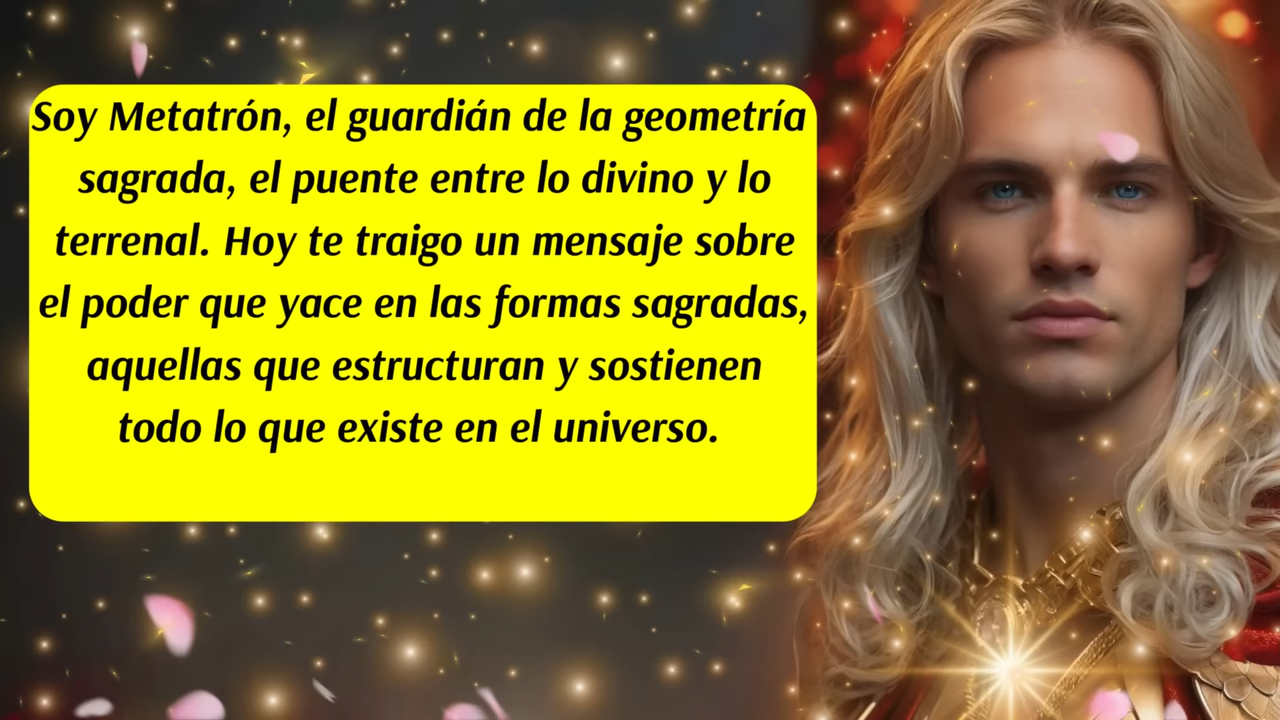 Soy Metatrón, el guardián de la geometría
sagrada, el puente entre lo divino y lo
terrenal. Hoy te traigo un mensaje sobre
el poder que yace en las formas sagradas,
aquellas que estructuran y sostienen
todo lo que existe en el universo.